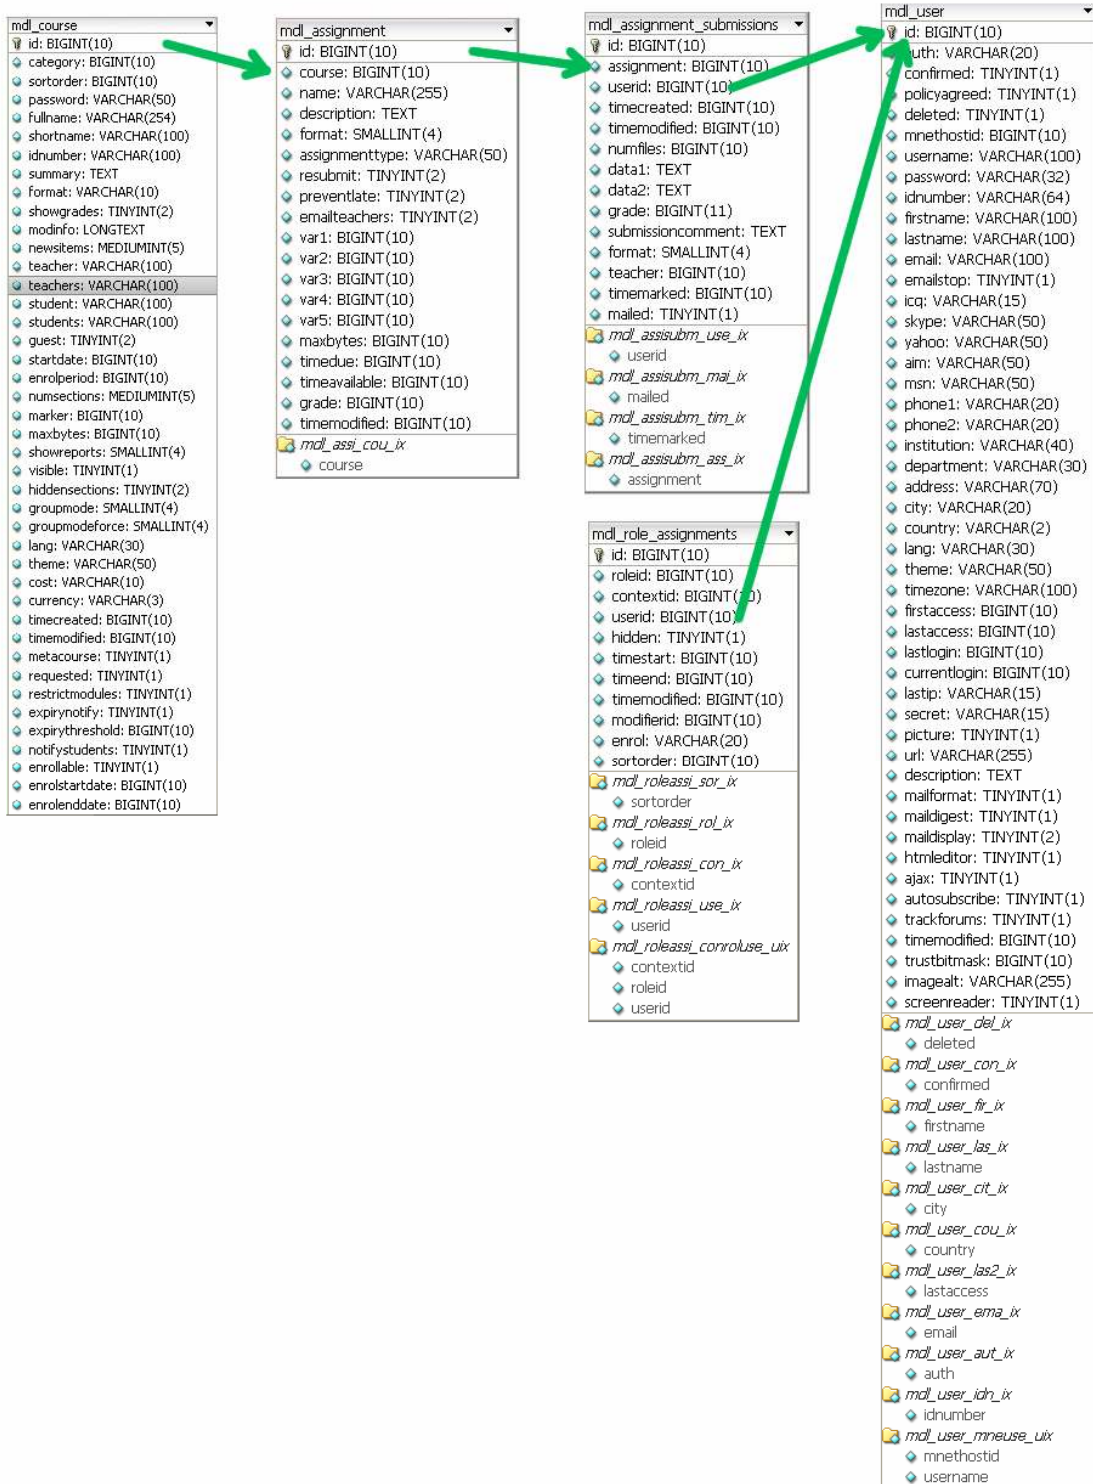 mdl_course
id: BIGINT(10)
category: BIGINT(10)
sortorder: BIGINT(10)
password: VARCHAR(50)
fullname: VARCHAR(254)
shortname: VARCHAR(100)
idnumber: VARCHAR(100)
summary: TEXT
format: VARCHAR(10)
showgrades: TINYINT(2)
modinfo: LONGTEXT
newsitems: MEDIUMINT(5)
teacher: VARCHAR(100)
teachers: VARCHAR(100)
student: VARCHAR(100)
students: VARCHAR(100)
guest: TINYINT(2)
startdate: BIGINT(10)
enrolperiod: BIGINT(10)
numsections: MEDIUMINT(5)
marker: BIGINT(10)
maxbytes: BIGINT(10)
showreports: SMALLINT(4)
visible: TINYINT(1)
hiddensections: TINYINT(2)
groupmode: SMALLINT(4)
groupmodeforce: SMALLINT(4)
lang: VARCHAR(30)
theme: VARCHAR(50)
cost: VARCHAR(10)
currency: VARCHAR(3)
timecreated: BIGINT(10)
timemodified: BIGINT(10)
metacourse: TINYINT(1)
requested: TINYINT(1)
restrictmodules: TINYINT(1)
expirynotify: TINYINT(1)
expirythreshold: BIGINT(10)
notifystudents: TINYINT(1)
enrollable: TINYINT(1)
enrolstartdate: BIGINT(10)
enrolenddate: BIGINT(10)
mdl_assignment
id: BIGINT(10)
course: BIGINT(10)
name: VARCHAR(255)
description: TEXT
format: SMALLINT(4)
assignmenttype: VARCHAR(50)
resubmit: TINYINT(2)
preventlate: TINYINT(2)
emailteachers: TINYINT(2)
var1: BIGINT(10)
var2: BIGINT(10)
var3: BIGINT(10)
var4: BIGINT(10)
var5: BIGINT(10)
maxbytes: BIGINT(10)
timedue: BIGINT(10)
timeavailable: BIGINT(10)
grade: BIGINT(10)
timemodified: BIGINT(10)
mdl_assi_cou_ix
course
mdl_assignment_submissions
id: BIGINT(10)
assignment: BIGINT(10)
userid: BIGINT(10)
timecreated: BIGINT(10)
timemodified: BIGINT(10)
numfiles: BIGINT(10)
data1: TEXT
data2: TEXT
grade: BIGINT(11)
submissioncomment: TEXT
format: SMALLINT(4)
teacher: BIGINT(10)
timemarked: BIGINT(10)
mailed: TINYINT(1)
mdl_assisubm_use_ix
userid
mdl_assisubm_mai_ix
mailed
mdl_assisubm_tim_ix
timemarked
mdl_assisubm_ass_ix
assignment
mdl_role_assignments
id: BIGINT(10)
roleid: BIGINT(10)
contextid: BIGINT(10)
userid: BIGINT(10)
hidden: TINYINT(1)
timestart: BIGINT(10)
timeend: BIGINT(10)
timemodified: BIGINT(10)
modifierid: BIGINT(10)
enrol: VARCHAR(20)
sortorder: BIGINT(10)
mdl_roleassi_sor_ix
sortorder
mdl_roleassi_rol_ix
roleid
mdl_roleassi_con_ix
contextid
mdl_roleassi_use_ix
userid
mdl_roleassi_conroluse_uix
contextid
roleid
userid
mdl_user
id: BIGINT(10)
auth: VARCHAR(20)
confirmed: TINYINT(1)
policyagreed: TINYINT(1)
deleted: TINYINT(1)
mnethostid: BIGINT(10)
username: VARCHAR(100)
password: VARCHAR(32)
idnumber: VARCHAR(64)
firstname: VARCHAR(100)
lastname: VARCHAR(100)
email: VARCHAR(100)
emailstop: TINYINT(1)
icq: VARCHAR(15)
skype: VARCHAR(50)
yahoo: VARCHAR(50)
aim: VARCHAR(50)
msn: VARCHAR(50)
phone1: VARCHAR(20)
phone2: VARCHAR(20)
institution: VARCHAR(40)
department: VARCHAR(30)
address: VARCHAR(70)
city: VARCHAR(20)
country: VARCHAR(2)
lang: VARCHAR(30)
theme: VARCHAR(50)
timezone: VARCHAR(100)
firstaccess: BIGINT(10)
lastaccess: BIGINT(10)
lastlogin: BIGINT(10)
currentlogin: BIGINT(10)
lastip: VARCHAR(15)
secret: VARCHAR(15)
picture: TINYINT(1)
url: VARCHAR(255)
description: TEXT
mailformat: TINYINT(1)
maildigest: TINYINT(1)
maildisplay: TINYINT(2)
htmleditor: TINYINT(1)
ajax: TINYINT(1)
autosubscribe: TINYINT(1)
trackforums: TINYINT(1)
timemodified: BIGINT(10)
trustbitmask: BIGINT(10)
imagealt: VARCHAR(255)
screenreader: TINYINT(1)
mdl_user_del_ix
deleted
mdl_user_con_ix
confirmed
mdl_user_fir_ix
firstname
mdl_user_las_ix
lastname
mdl_user_cit_ix
city
mdl_user_cou_ix
country
mdl_user_las2_ix
lastaccess
mdl_user_ema_ix
email
mdl_user_aut_ix
auth
mdl_user_idn_ix
idnumber
mdl_user_mneuse_uix
mnethostid
username